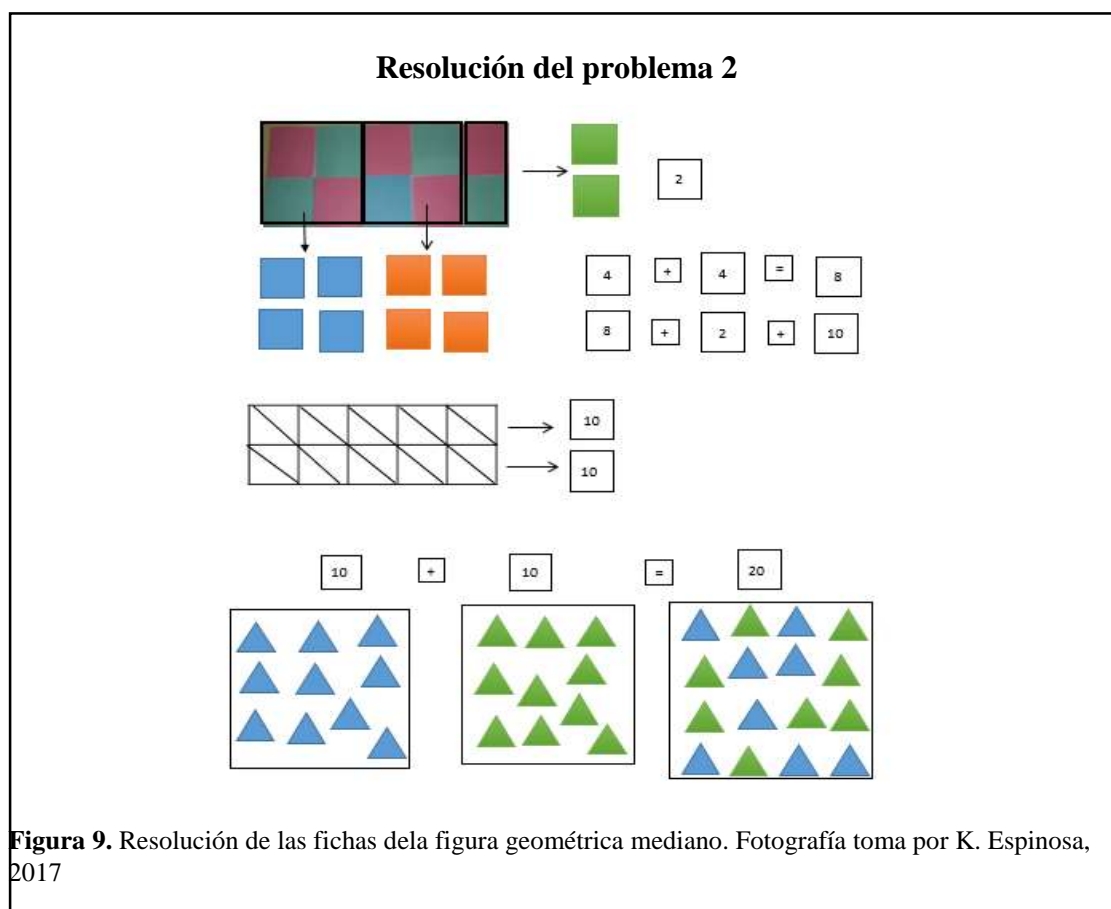 Resolución del problema 2
2
4 + 4 = 8
8 + 2 + 10
10
10
10 + 10 = 20
Figura 9. Resolución de las fichas dela figura geométrica mediano. Fotografía toma por K. Espinosa,
2017